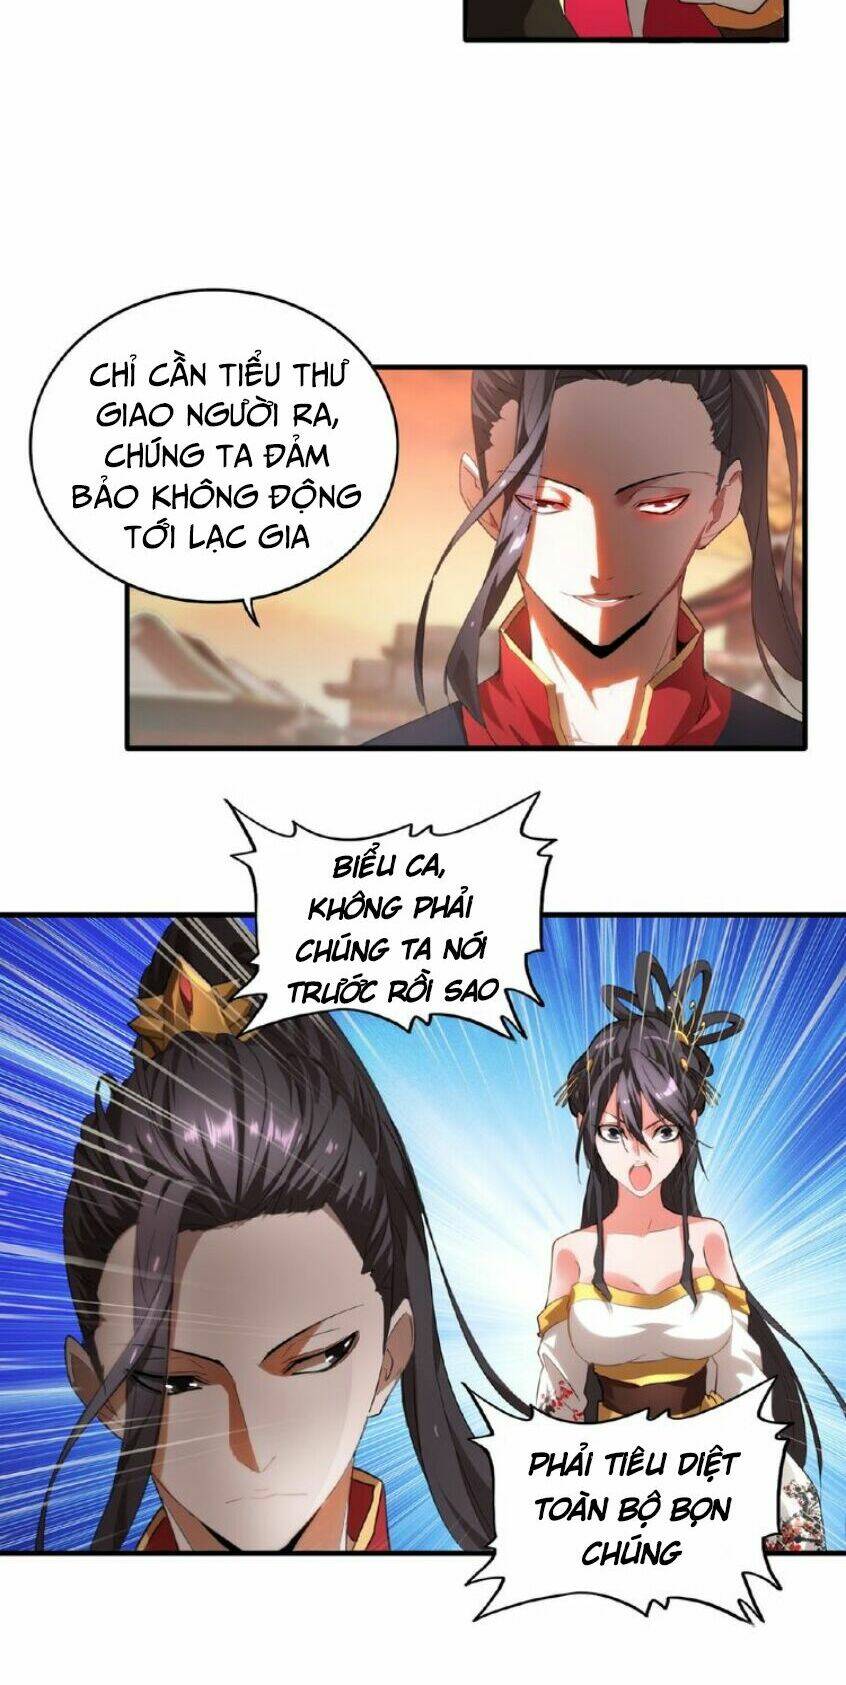 CHỈ CẦN TIỂU THƯ
GIAO NGƯỜI RA,
CHÚNG TA ĐẢM
BẢO KHÔNG ĐỘNG
TỚI LẠC GIA
BIỂU CA,
KHÔNG PHẢI
CHÚNG TA NÓI
TRƯỚC RỒI SAO
PHẢI TIÊU DIỆT
TOÀN BỘ BỌN
CHÚNG